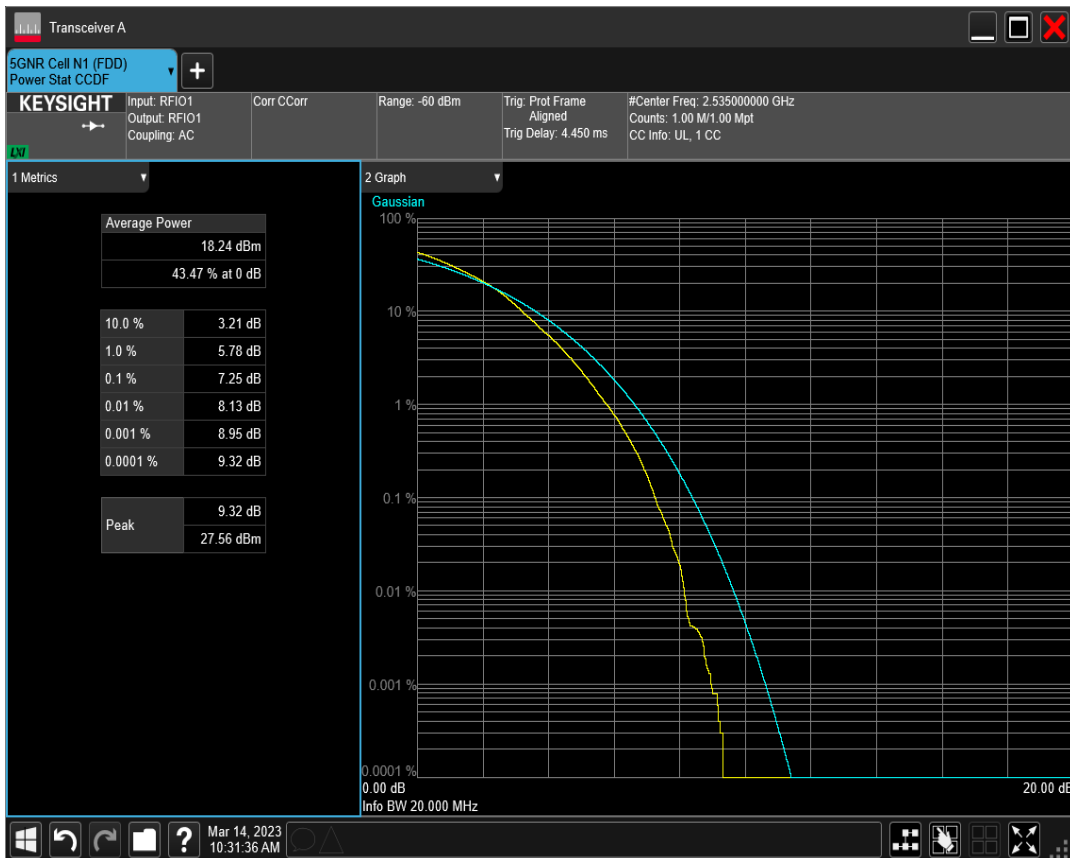 Transceiver A
5GNR Cell N1 (FDD)
Power Stat CCDF
KEYSIGHT
LXI
Input: RFIO1
Output: RFIO1
Coupling: AC
Corr CCorr
Range: -60 dBm
Trig: Prot Frame
Aligned
Trig Delay: 4.450 ms
#Center Freq: 2.535000000 GHz
Counts: 1.00 M/1.00 Mpt
CC Info: UL, 1 CC
1 Metrics
Average Power
18.24 dBm
43.47 % at 0 dB
10.0 % 3.21 dB
1.0 % 5.78 dB
0.1 % 7.25 dB
0.01 % 8.13 dB
0.001 % 8.95 dB
0.0001 % 9.32 dB
Peak
9.32 dB
27.56 dBm
2 Graph
Gaussian
100 %
10 %
1 %
0.1 %
0.01 %
0.001 %
0.0001 %
0.00 dB 20.00 dB
Info BW 20.000 MHz
?
Mar 14, 2023
10:31:36 AM